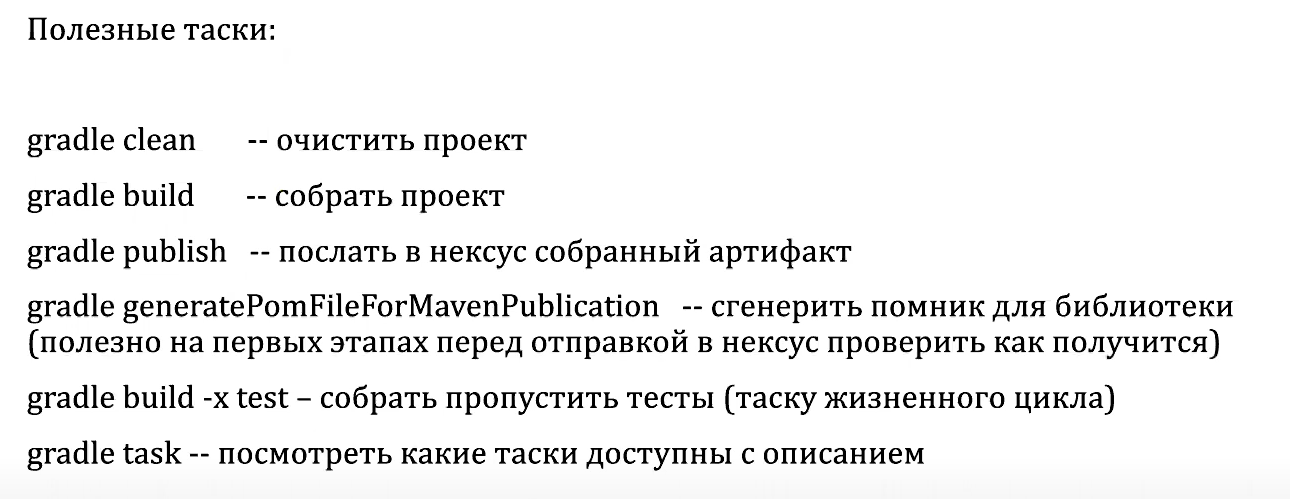 Полезные таски:
gradle clean -- очистить проект
gradle build -- собрать проект
gradle publish -- послать в нексус собранный артифакт
gradle generatePomFileForMavenPublication -- сгенерить помник для библиотеки
(полезно на первых этапах перед отправкой в нексус проверить как получится)
gradle build -x test – собрать пропустить тесты (таску жизненного цикла)
gradle task -- посмотреть какие таски доступны с описанием